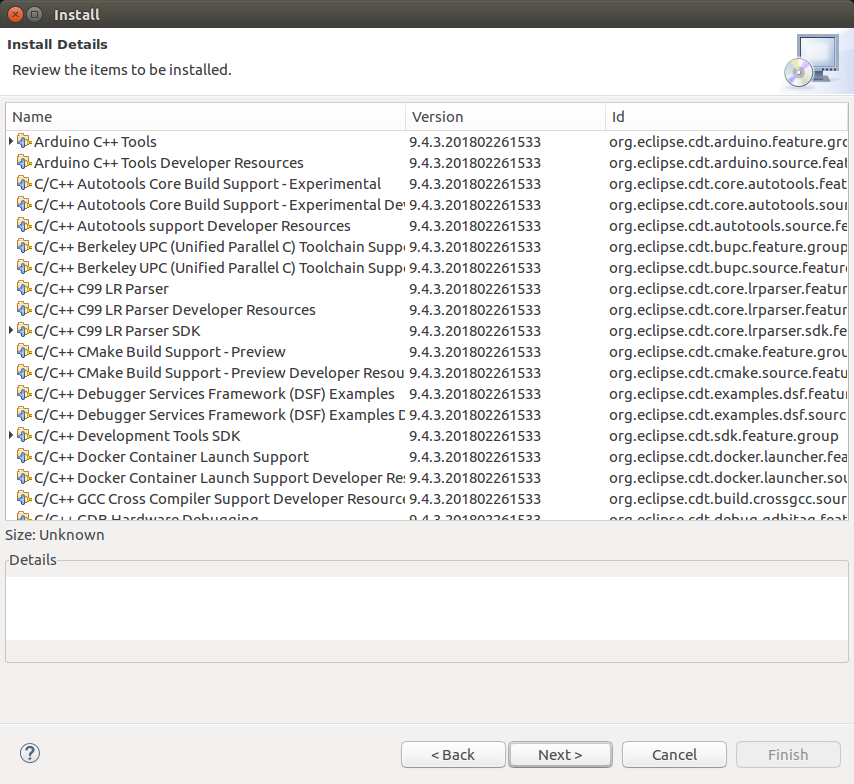 Install
Install Details
Review the items to be installed.
Name Version Id
Arduino C++ Tools 9.4.3.201802261533 org.eclipse.cdt.arduino.feature.gro
Arduino C++ Tools Developer Resources 9.4.3.201802261533 org.eclipse.cdt.arduino.source.feat
C/C++ Autotools Core Build Support - Experimental 9.4.3.201802261533 org.eclipse.cdt.core.autotools.feat
C/C++ Autotools Core Build Support - Experimental Dev 9.4.3.201802261533 org.eclipse.cdt.core.autotools.sour
C/C++ Autotools support Developer Resources 9.4.3.201802261533 org.eclipse.cdt.autotools.source.fe
C/C++ Berkeley UPC (Unified Parallel C) Toolchain Suppo 9.4.3.201802261533 org.eclipse.cdt.bupc.feature.group
C/C++ Berkeley UPC (Unified Parallel C) Toolchain Suppo 9.4.3.201802261533 org.eclipse.cdt.bupc.source.feature
C/C++ C99 LR Parser 9.4.3.201802261533 org.eclipse.cdt.core.lrparser.featur
C/C++ C99 LR Parser Developer Resources 9.4.3.201802261533 org.eclipse.cdt.core.lrparser.featur
C/C++ C99 LR Parser SDK 9.4.3.201802261533 org.eclipse.cdt.core.lrparser.sdk.fe
C/C++ CMake Build Support - Preview 9.4.3.201802261533 org.eclipse.cdt.cmake.feature.grou
C/C++ CMake Build Support - Preview Developer Resou 9.4.3.201802261533 org.eclipse.cdt.cmake.source.featu
C/C++ Debugger Services Framework (DSF) Examples 9.4.3.201802261533 org.eclipse.cdt.examples.dsf.featur
C/C++ Debugger Services Framework (DSF) Examples D 9.4.3.201802261533 org.eclipse.cdt.examples.dsf.source
C/C++ Development Tools SDK 9.4.3.201802261533 org.eclipse.cdt.sdk.feature.group
C/C++ Docker Container Launch Support 9.4.3.201802261533 org.eclipse.cdt.docker.launcher.fea
C/C++ Docker Container Launch Support Developer Res 9.4.3.201802261533 org.eclipse.cdt.docker.launcher.sou
C/C++ GCC Cross Compiler Support Developer Resource 9.4.3.201802261533 org.eclipse.cdt.build.crossgcc.sour
C/C++ GDB Hardware Debugging 9.4.3.201802261533 org.eclipse.cdt.debug.gdbjtag.feat
Size: Unknown
Details
? < Back Next > Cancel Finish